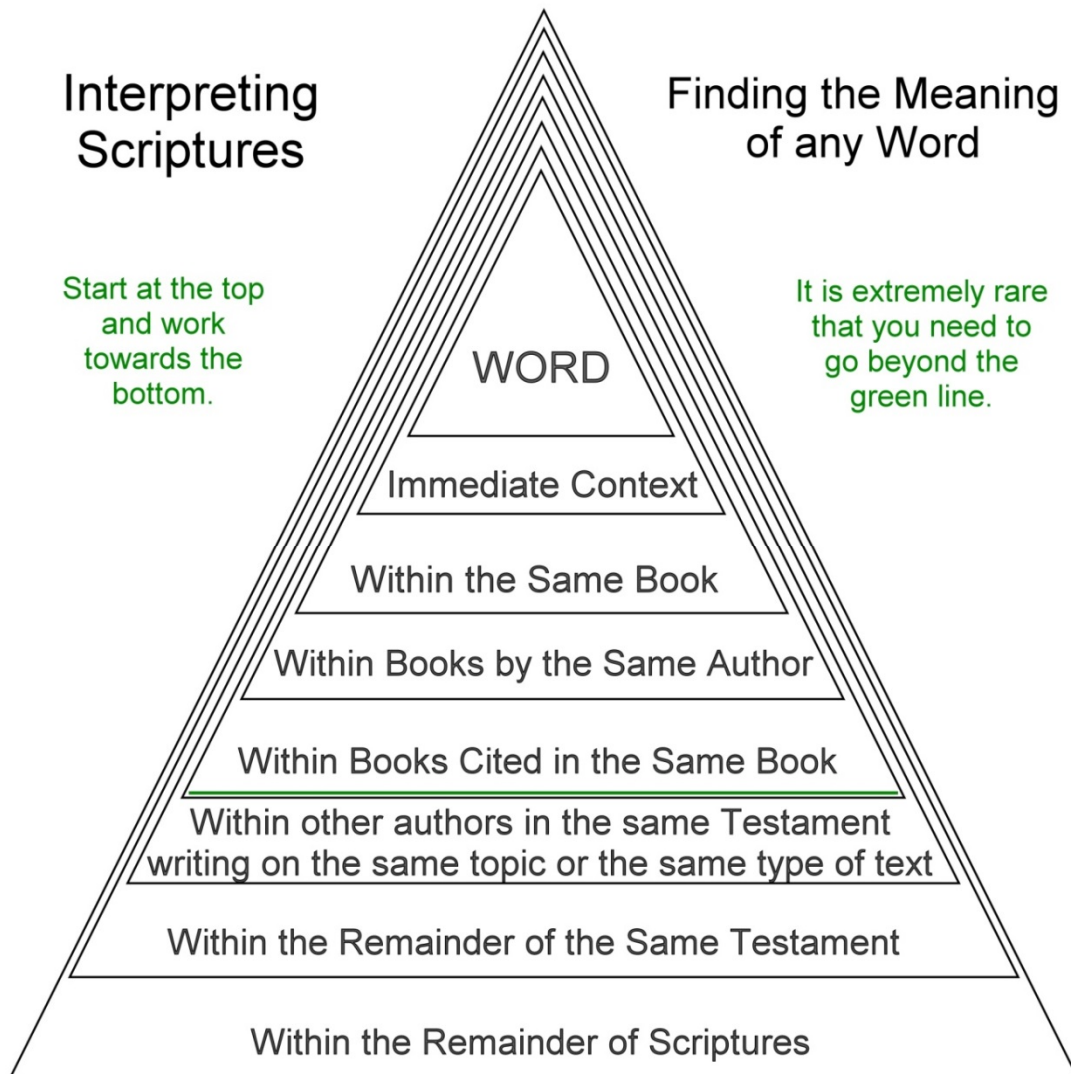 Interpreting
Scriptures
Finding the Meaning
of any Word
Start at the top
and work
towards the
bottom.
It is extremely rare
that you need to
go beyond the
green line.
WORD
Immediate Context
Within the Same Book
Within Books by the Same Author
Within Books Cited in the Same Book
Within other authors in the same Testament
writing on the same topic or the same type of text
Within the Remainder of the Same Testament
Within the Remainder of Scriptures